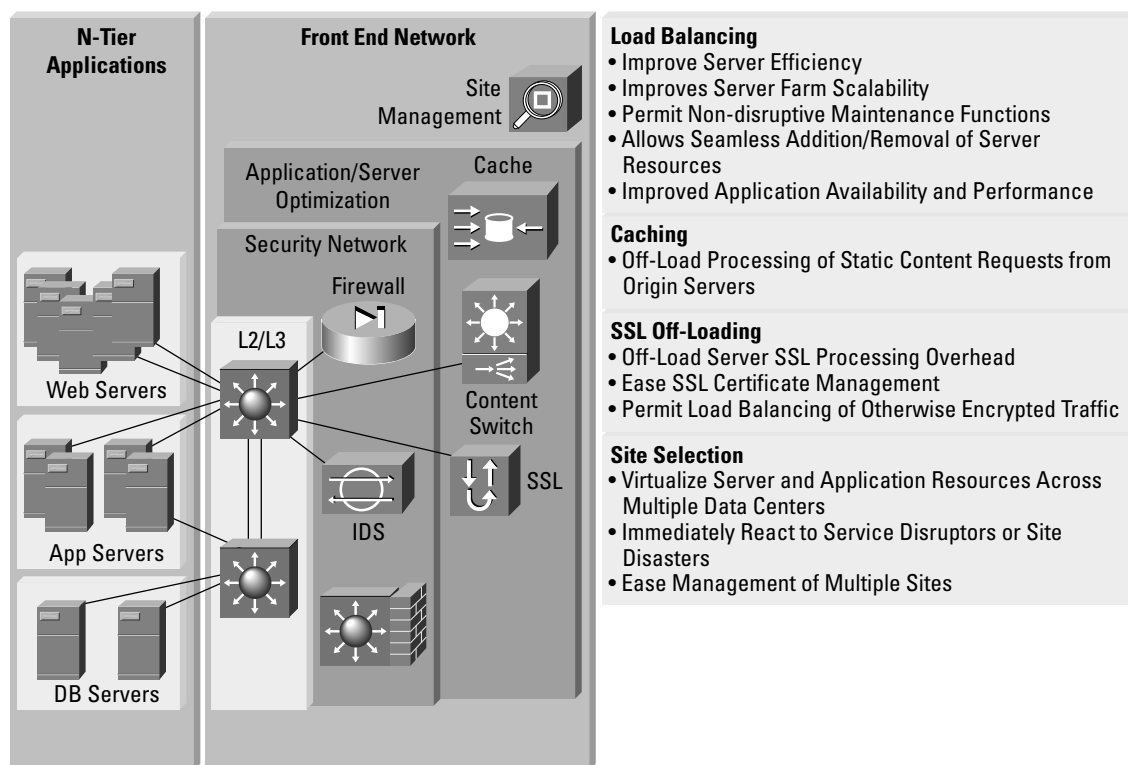 N-Tier
Applications
Web Servers
App Servers
DB Servers
Front End Network
Site
Management
Application/Server
Optimization
Cache
Security Network
Firewall
L2/L3
Content
Switch
SSL
IDS
Load Balancing
• Improve Server Efficiency
• Improves Server Farm Scalability
• Permit Non-disruptive Maintenance Functions
• Allows Seamless Addition/Removal of Server
Resources
• Improved Application Availability and Performance
Caching
• Off-Load Processing of Static Content Requests from
Origin Servers
SSL Off-Loading
• Off-Load Server SSL Processing Overhead
• Ease SSL Certificate Management
• Permit Load Balancing of Otherwise Encrypted Traffic
Site Selection
• Virtualize Server and Application Resources Across
Multiple Data Centers
• Immediately React to Service Disruptors or Site
Disasters
• Ease Management of Multiple Sites